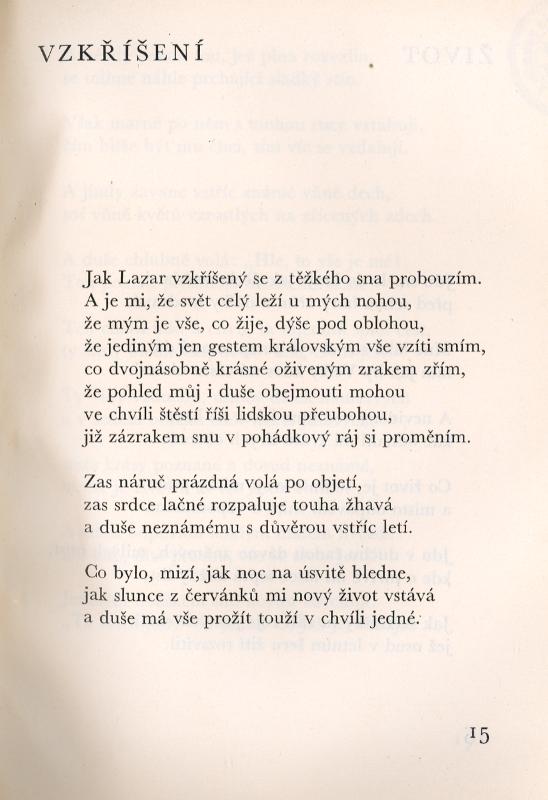 VZKŘÍŠENÍ
Jak Lazar vzkříšený se z těžkého sna probouzím.
A je mi, že svět celý leží u mých nohou,
že mým je vše, co žije, dýše pod oblohou,
že jediným jen gestem královským vše vzíti smím,
co dvojnásobně krásné oživeným zrakem zřím,
že pohled můj i duše obejmouti mohou
ve chvíli štěstí říši lidskou přeubohou,
již zázrakem snu v pohádkový ráj si proměním.
Zas náruč prázdná volá po objetí,
zas srdce lačné rozpaluje touha žhavá
a duše neznámému s důvěrou vstříc letí.
Co bylo, mizí, jak noc na úsvitě bledne,
jak slunce z červánků mi nový život vstává
a duše má vše prožít touží v chvíli jedné.
15